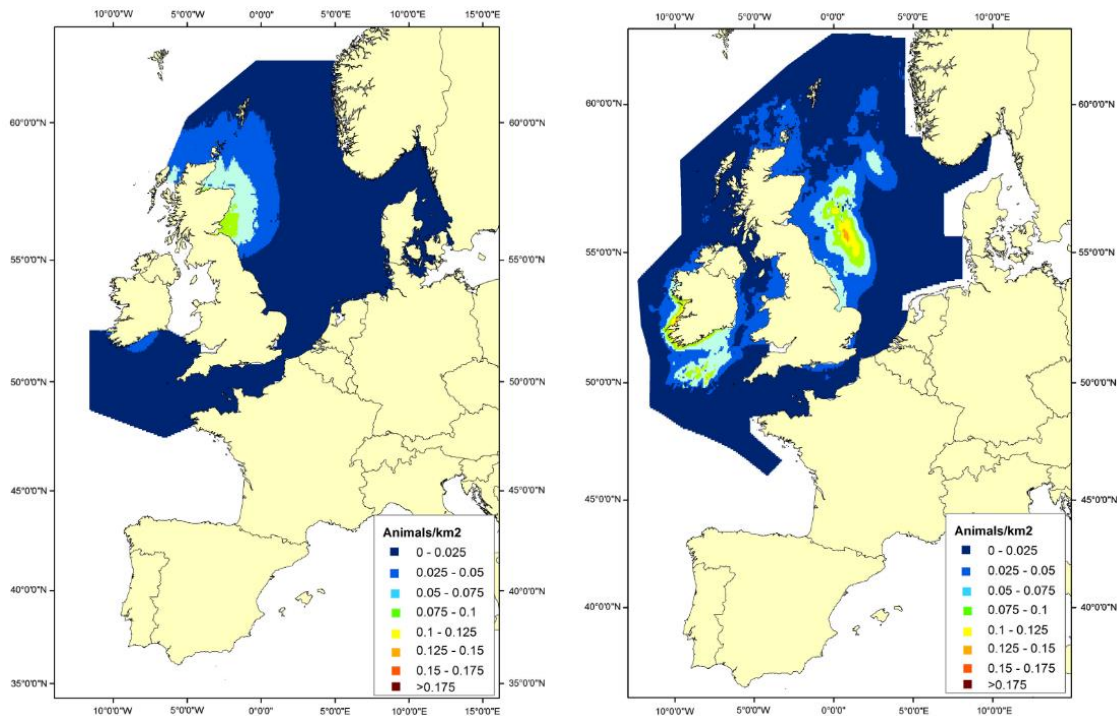 10°0'0"W 5°0'0"W 0°0'0" 5°0'0"E 10°0'0"E
60°0'0"N
55°0'0"N
50°0'0"N
45°0'0"N
40°0'0"N
35°0'0"N
60°0'0"N
55°0'0"N
50°0'0"N
45°0'0"N
40°0'0"N
35°0'0"N
Animals/km2
0 - 0.025
0.025 - 0.05
0.05 - 0.075
0.075 - 0.1
0.1 - 0.125
0.125 - 0.15
0.15 - 0.175
>0.175
10°0'0"W 5°0'0"W 0°0'0" 5°0'0"E 10°0'0"E 15°0'0"E
10°0'0"W 5°0'0"W 0°0'0" 5°0'0"E 10°0'0"E
60°0'0"N
55°0'0"N
50°0'0"N
45°0'0"N
40°0'0"N
60°0'0"N
55°0'0"N
50°0'0"N
45°0'0"N
40°0'0"N
Animals/km2
0 - 0.025
0.025 - 0.05
0.05 - 0.075
0.075 - 0.1
0.1 - 0.125
0.125 - 0.15
0.15 - 0.175
>0.175
10°0'0"W 5°0'0"W 0°0'0" 5°0'0"E 10°0'0"E